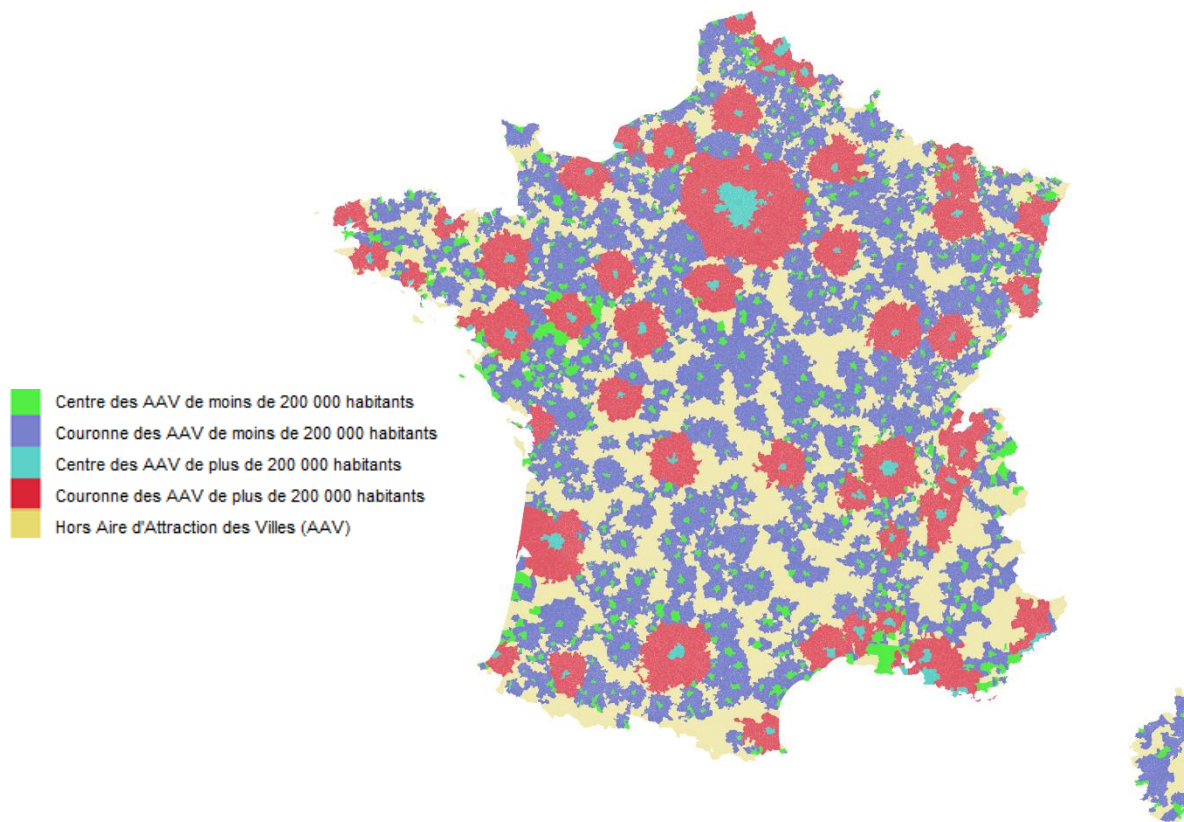 Centre des AAV de moins de 200 000 habitants
Couronne des AAV de moins de 200 000 habitants
Centre des AAV de plus de 200 000 habitants
Couronne des AAV de plus de 200 000 habitants
Hors Aire d'Attraction des Villes (AAV)